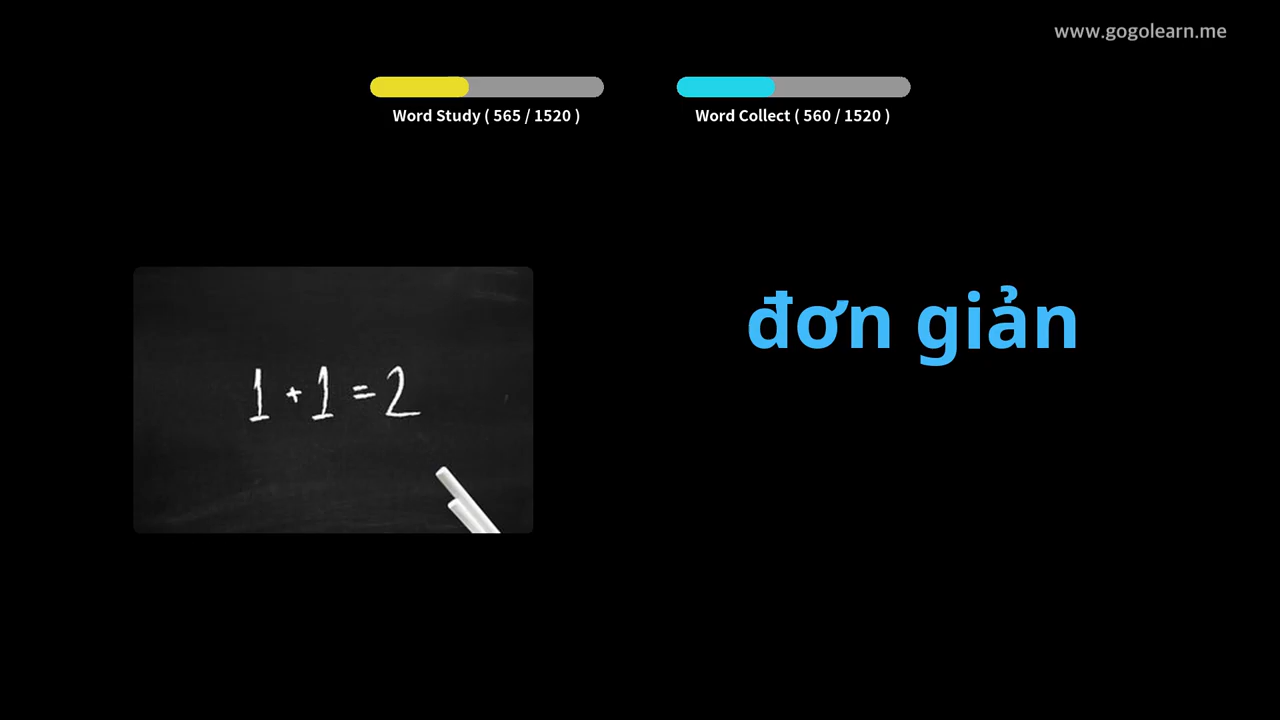 www.gogolearn.me
Word Study ( 565 / 1520 )
Word Collect ( 560 / 1520 )
1 + 1 = 2
đơn giản